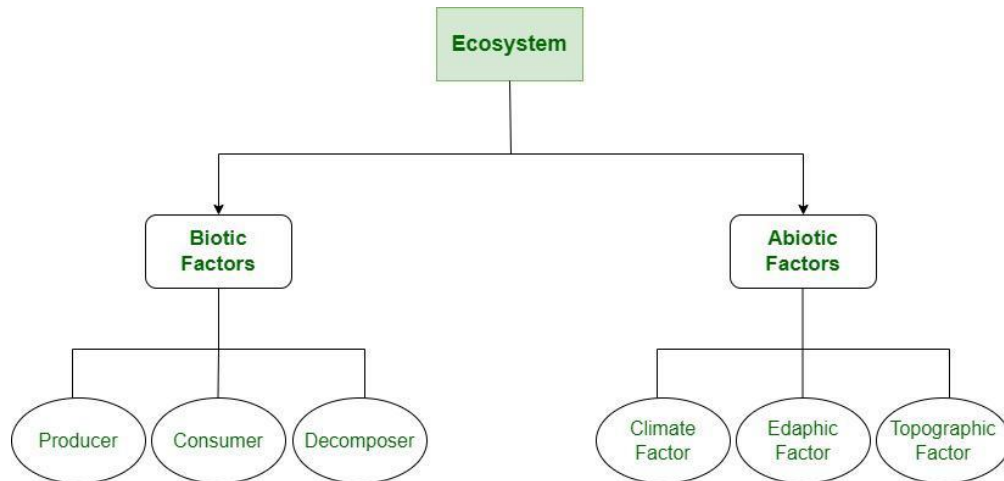 Ecosystem
Biotic
Factors
Abiotic
Factors
Producer
Consumer
Decomposer
Climate
Factor
Edaphic
Factor
Topographic
Factor